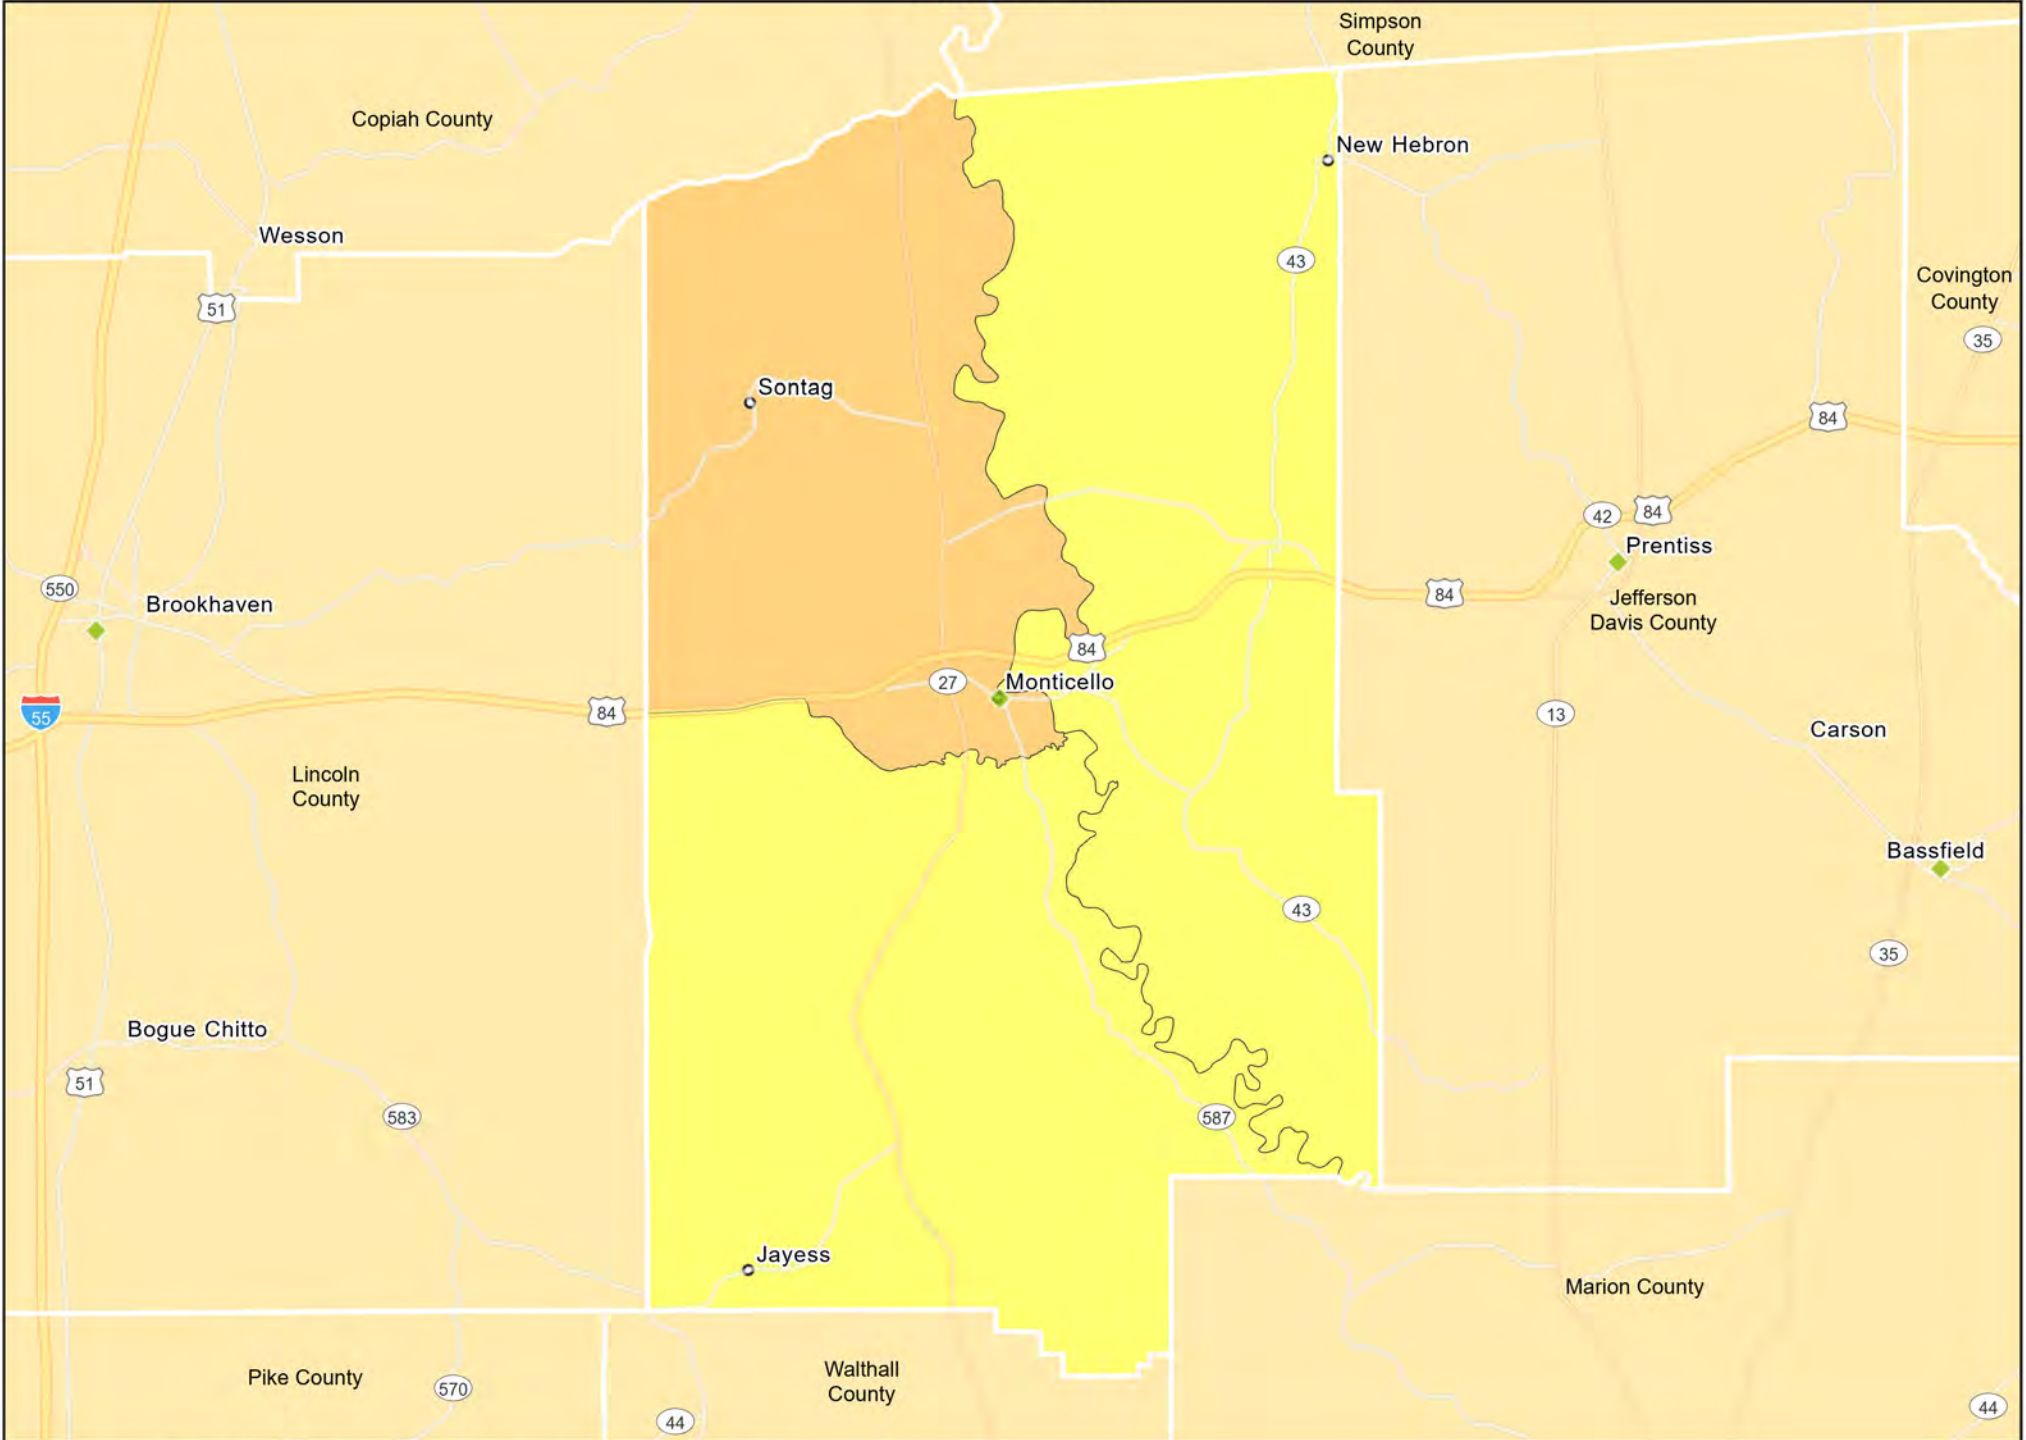 Simpson
County
Copiah County
New Hebron
Wesson
43
Covington
County
51
35
Sontag
84
42
84
Prentiss
550
84
Brookhaven
Jefferson
Davis County
84
27
Monticello
55
84
13
Carson
Lincoln
County
Bassfield
43
35
Bogue Chitto
51
583
587
Jayess
Marion County
Pike County
Walthall
County
570
44
44